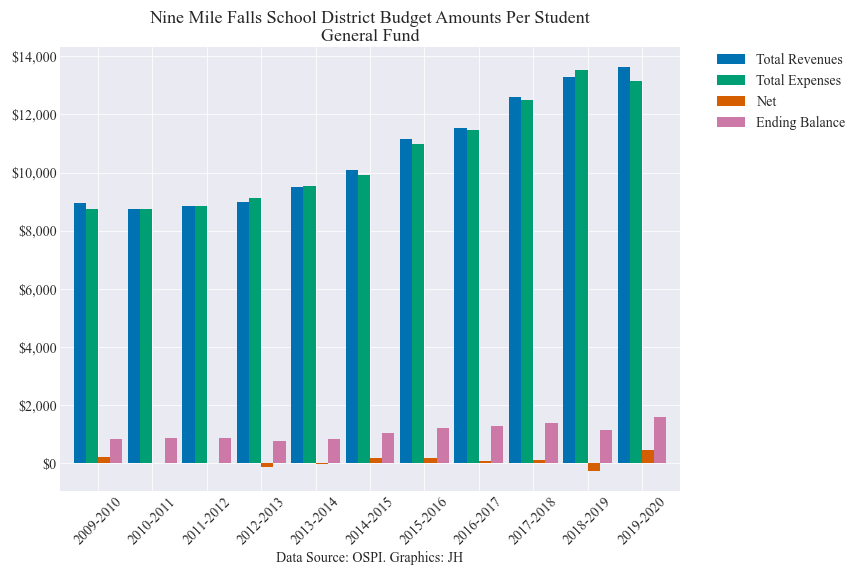 Nine Mile Falls School District Budget Amounts Per Student
General Fund
Total Revenues
Total Expenses
Net
Ending Balance
$14,000
$12,000
$10,000
$8,000
$6,000
$4,000
$2,000
$0
2009-2010
2010-2011
2011-2012
2012-2013
2013-2014
2014-2015
2015-2016
2016-2017
2017-2018
2018-2019
2019-2020
Data Source: OSPI. Graphics: JH